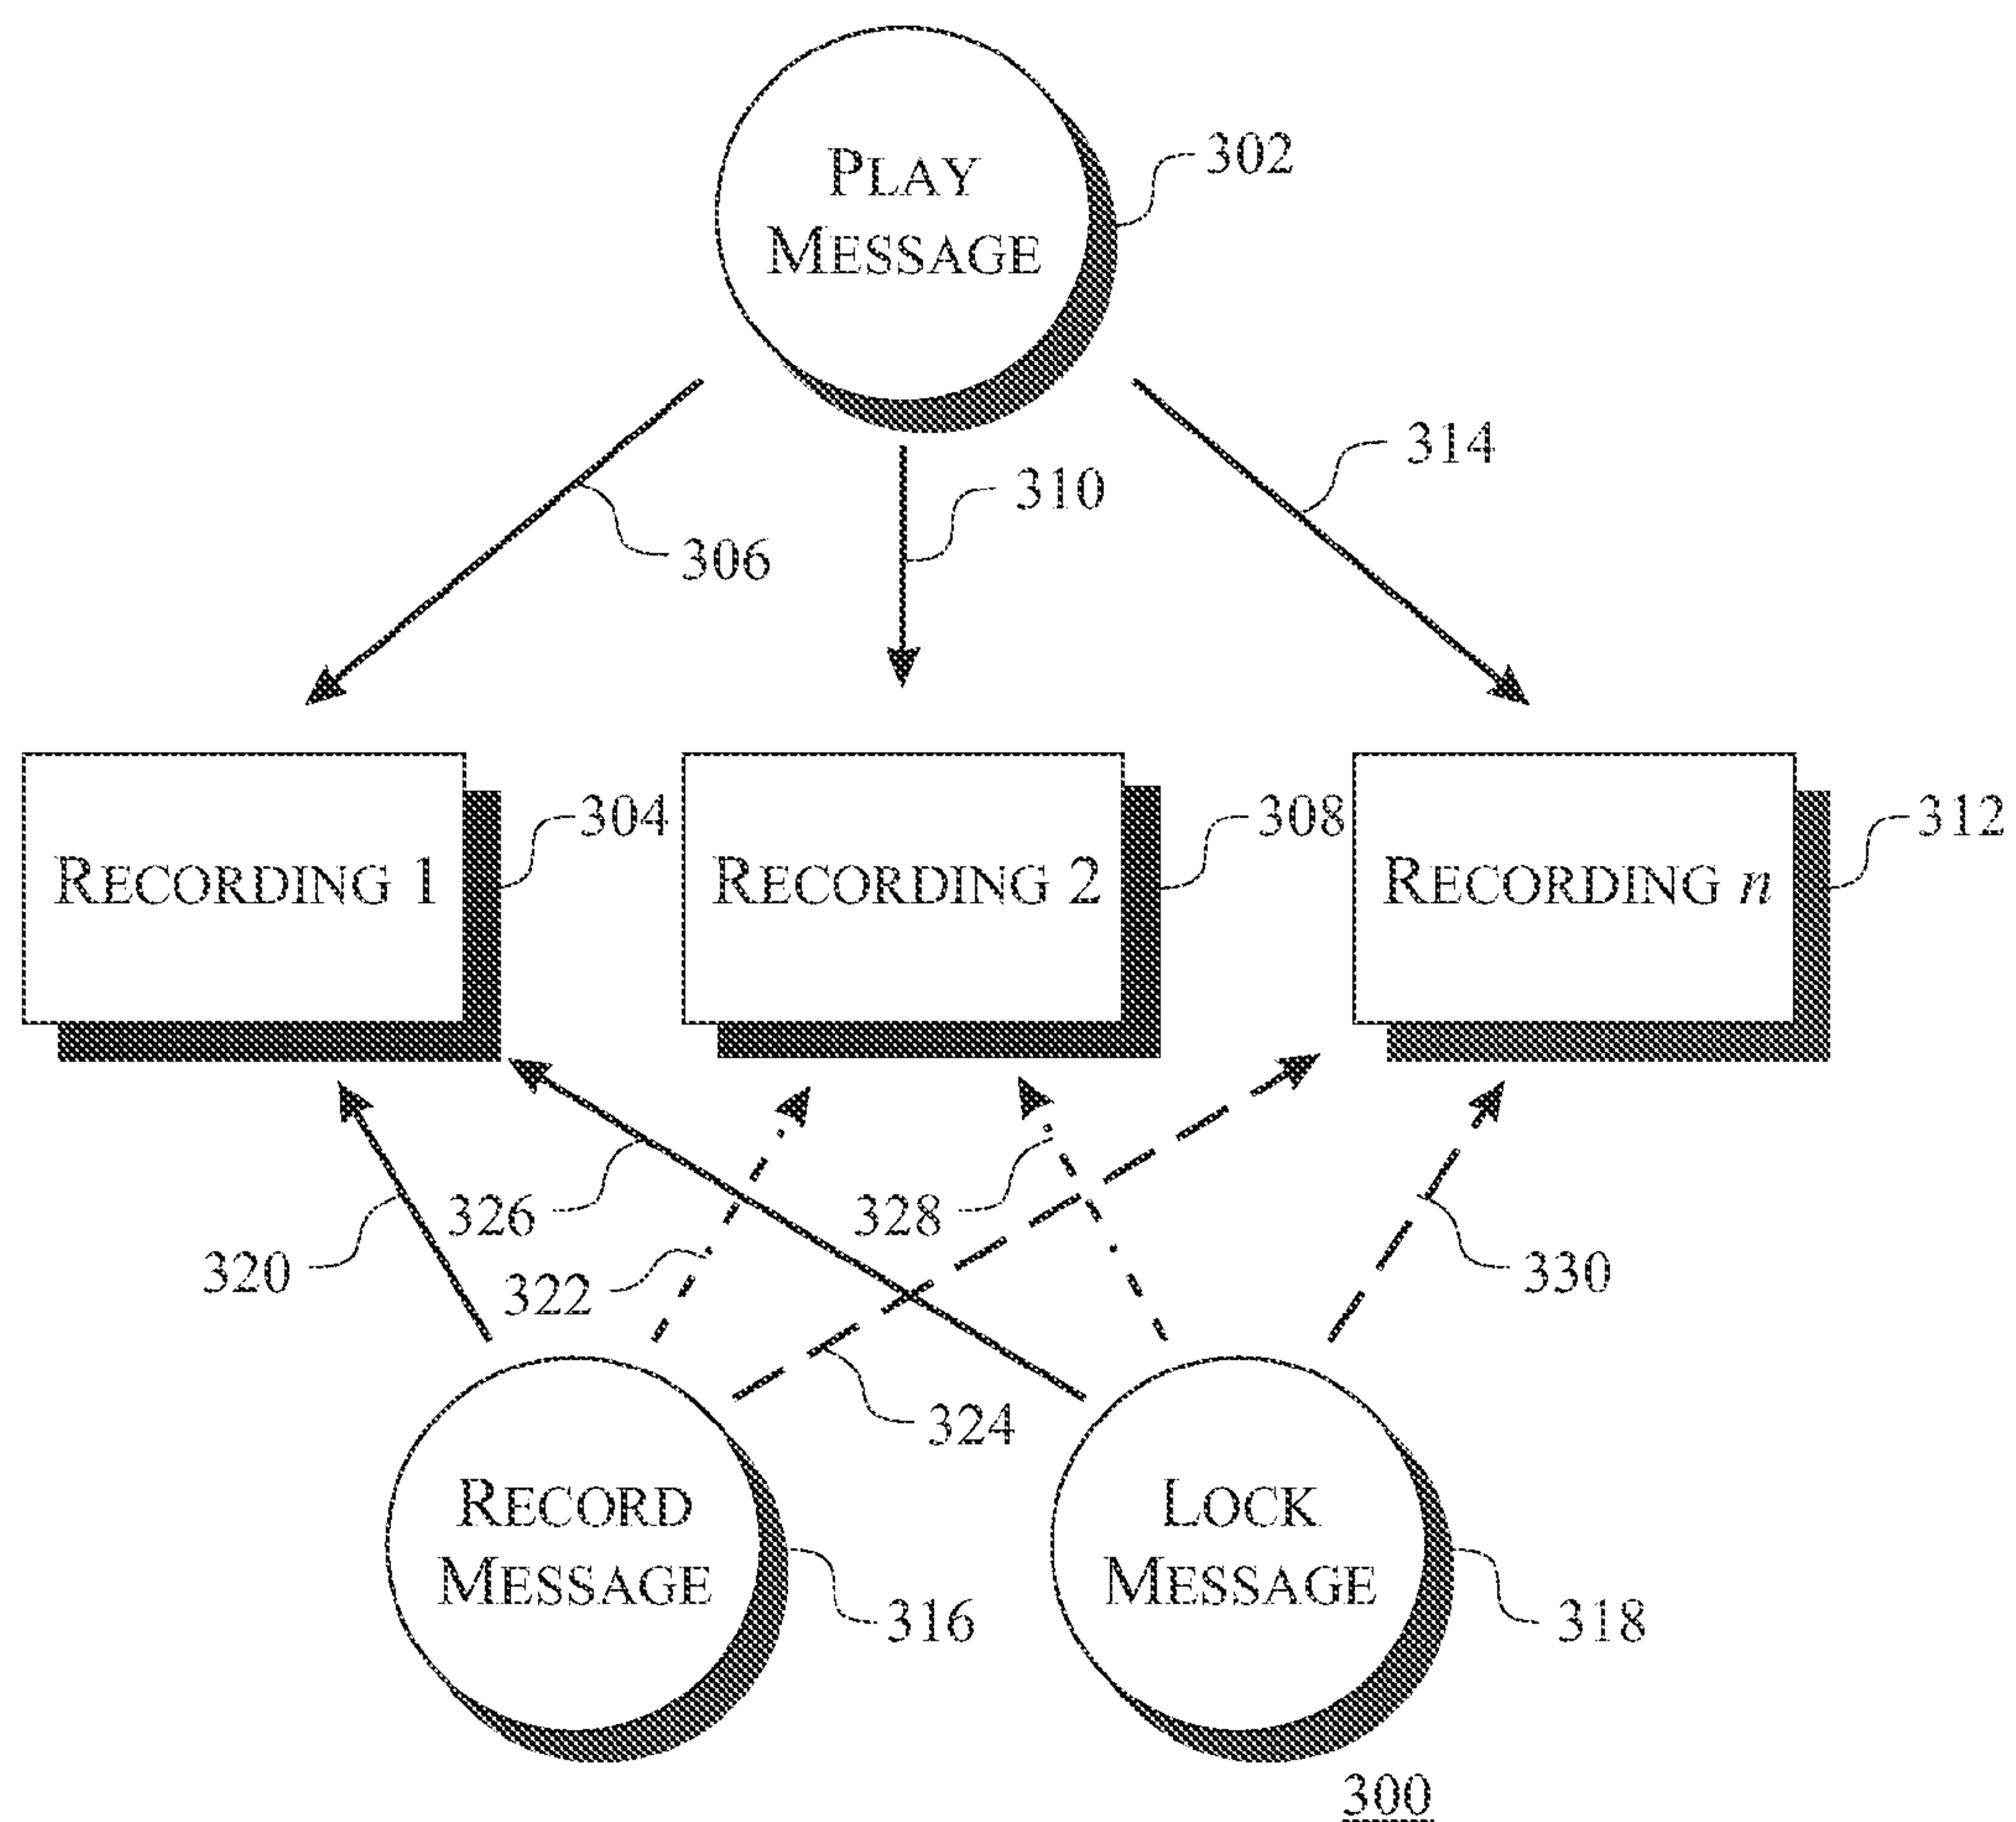 PLAY
MESSAGE
302
306
310
314
RECORDING 1
304
RECORDING 2
308
RECORDING n
312
320
326
322
328
324
330
RECORD
MESSAGE
316
LOCK
MESSAGE
318
300